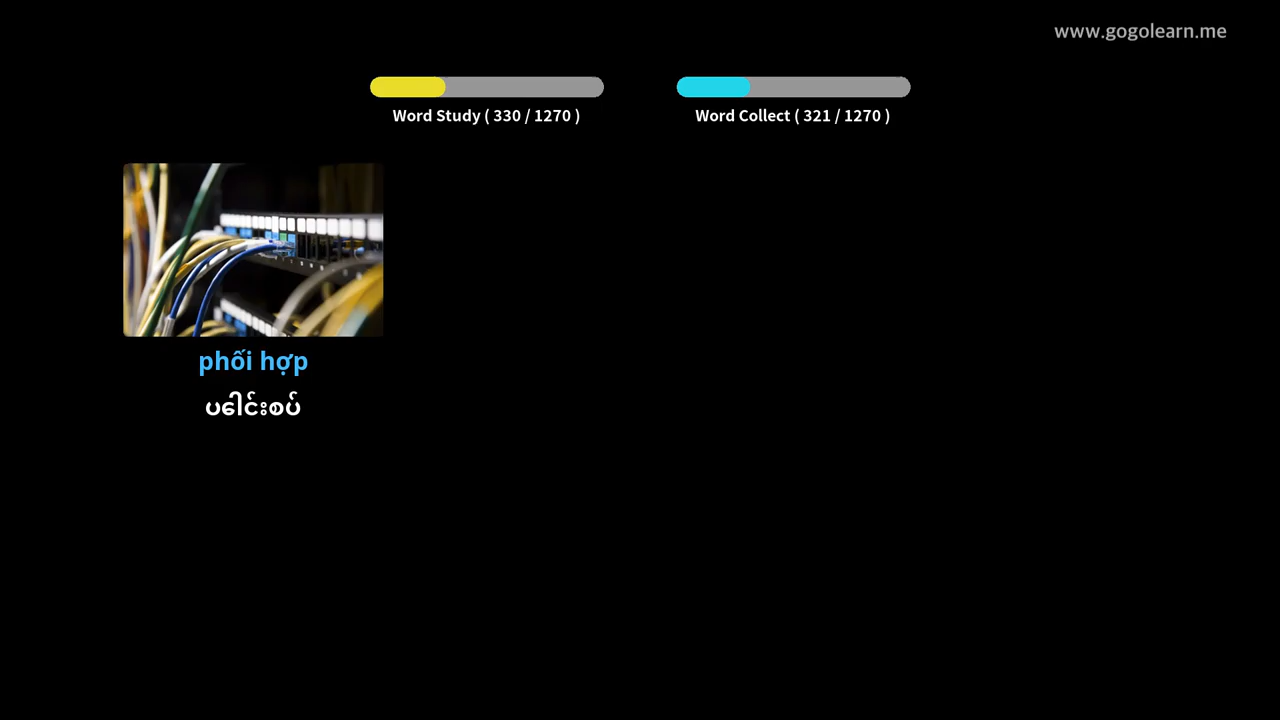 www.gogolearn.me
Word Study ( 330 / 1270 )
Word Collect ( 321 / 1270 )
phối hợp
ပေါင်းစပ်